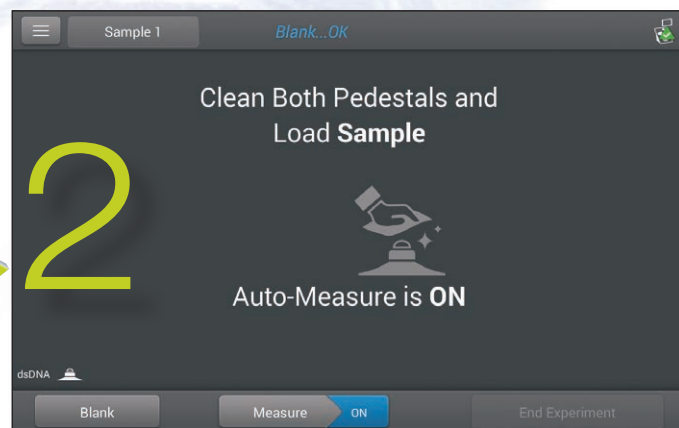 Sample 1
Blank...OK
Clean Both Pedestals and
Load Sample
2
Auto-Measure is ON
dsDNA
Blank
Measure
ON
End Experiment